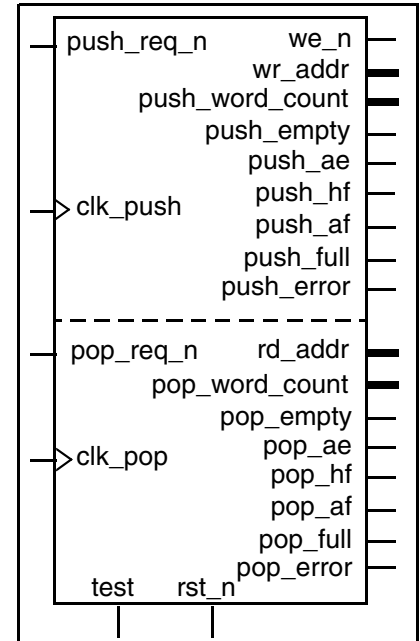 push_req_n we_n
wr_addr
push_word_count
push_empty
push_ae
clk_push push_hf
push_af
push_full
push_error
pop_req_n rd_addr
pop_word_count
pop_empty
clk_pop pop_ae
pop_hf
pop_af
pop_full
pop_error
test rst_n